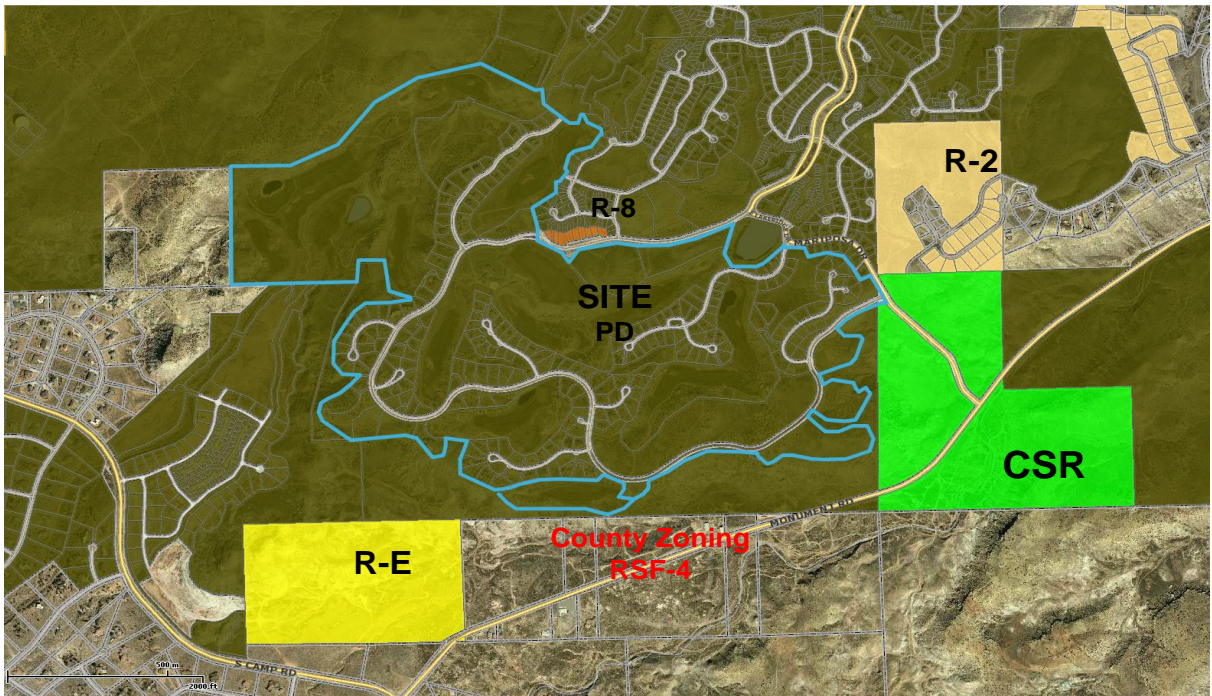 R-2
R-8
MARIPOSA DR
SITE
PD
CSR
MONUMENT RD
County Zoning
RSF-4
R-E
S CAMP RD
500 m
2000 ft